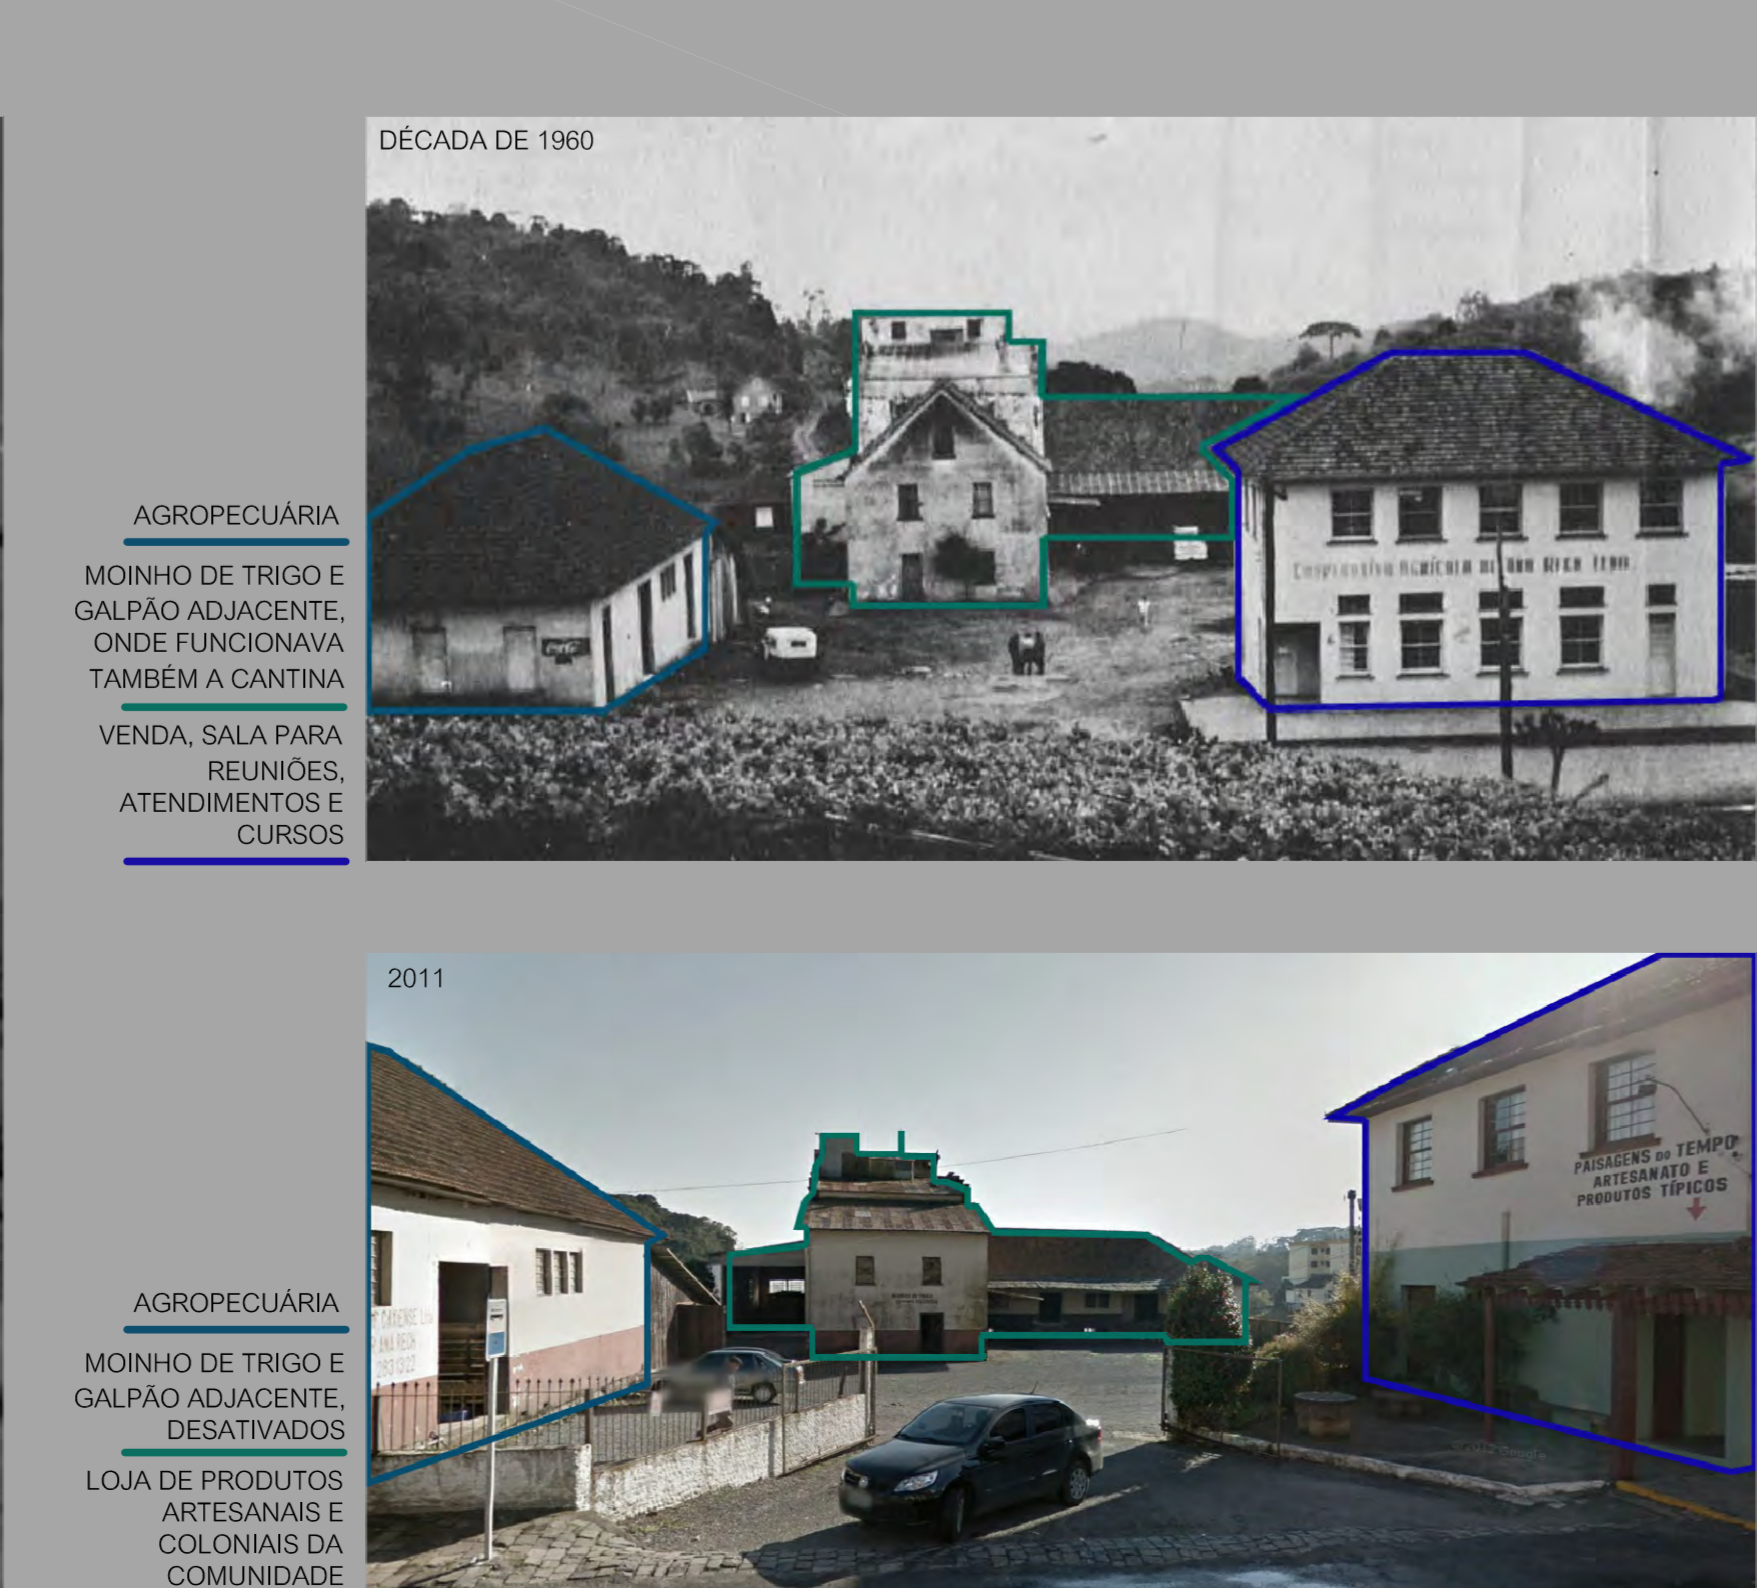 DÉCADA DE 1960
AGROPECUÁRIA
MOINHO DE TRIGO E
GALPÃO ADJACENTE,
ONDE FUNCIONAVA
TAMBÉM A CANTINA
VENDA, SALA PARA
REUNIÕES,
ATENDIMENTOS E
CURSOS
2011
PAISAGENS DO TEMPO
ARTESANATO E
PRODUTOS TÍPICOS
AGROPECUÁRIA
MOINHO DE TRIGO E
GALPÃO ADJACENTE,
DESATIVADOS
LOJA DE PRODUTOS
ARTESANAIS E
COLONIAIS DA
COMUNIDADE
ANA RECH